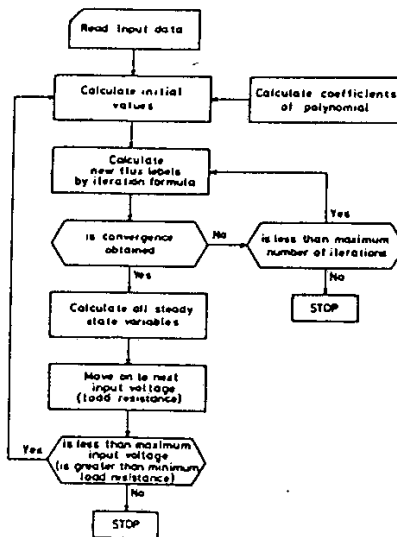 Read Input data
Calculate initial
values
Calculate coefficients
of polynomial
Calculate
new flux labels
by iteration formula
is convergence
obtained
No
Yes
is less than maximum
number of iterations
Yes
No
STOP
Calculate all steady
state variables
Move on to next
input voltage
(Load resistance)
Yes
is less than maximum
input voltage
(is greater than minimum
load resistance)
No
STOP